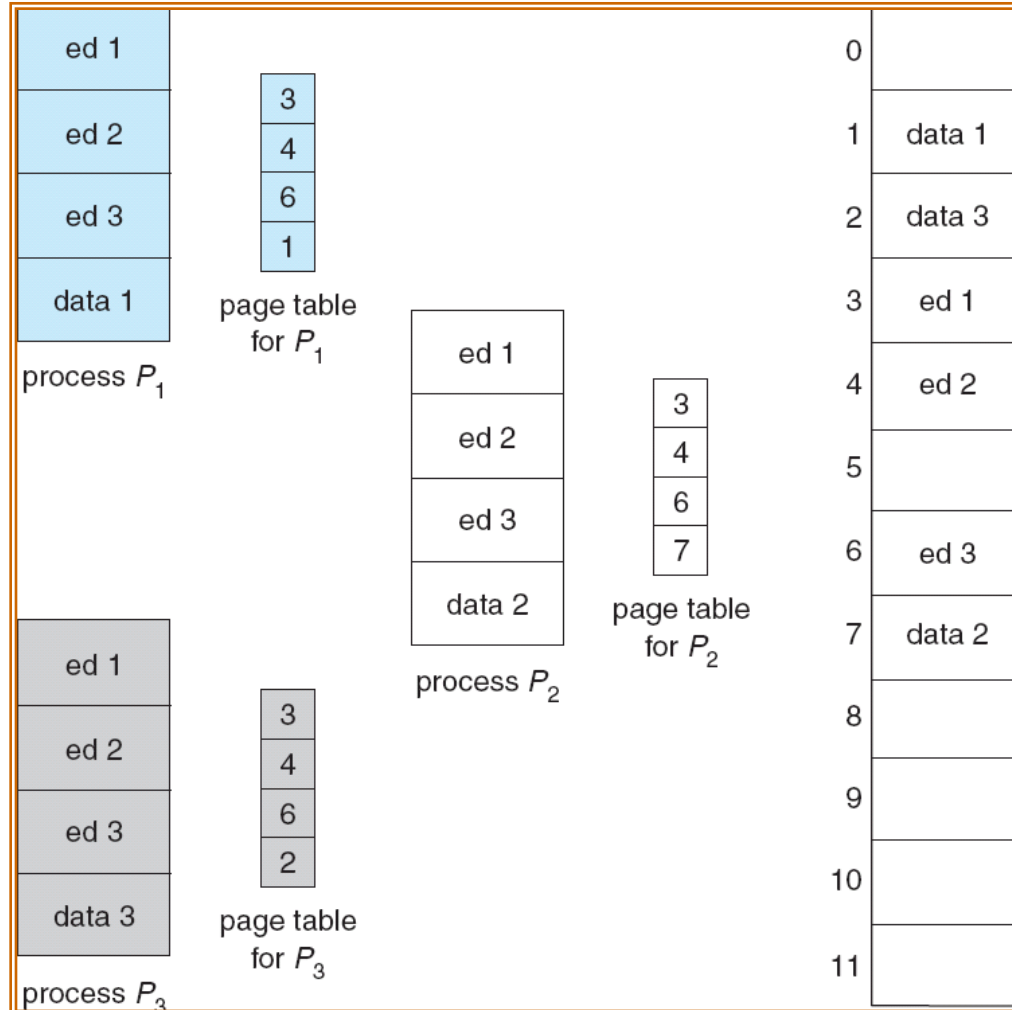 ed 1
ed 2
ed 3
data 1
process P1
3
4
6
1
page table
for P1
ed 1
ed 2
ed 3
data 2
process P2
3
4
6
7
page table
for P2
ed 1
ed 2
ed 3
data 3
process P3
3
4
6
2
page table
for P3
0
1 data 1
2 data 3
3 ed 1
4 ed 2
5
6 ed 3
7 data 2
8
9
10
11